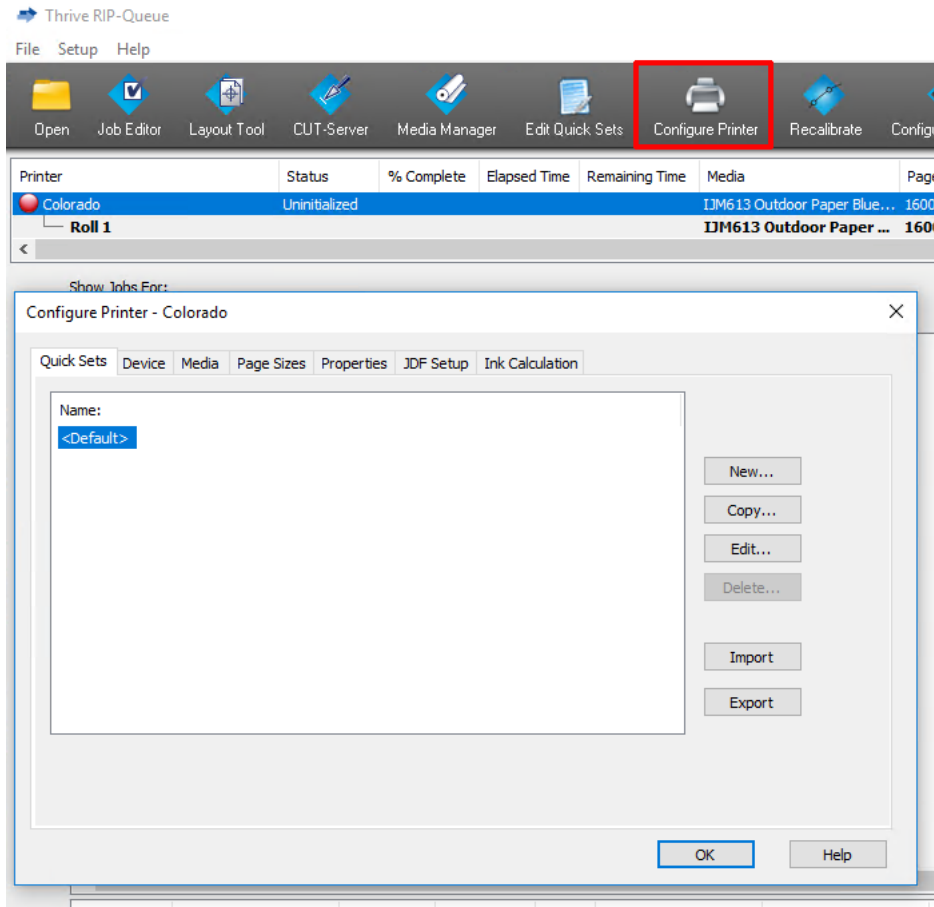 Thrive RIP-Queue
File Setup Help
Open Job Editor Layout Tool CUT-Server Media Manager Edit Quick Sets Configure Printer Recalibrate
Printer Status % Complete Elapsed Time Remaining Time Media
Colorado Uninitialized IJM613 Outdoor Paper Blue...
Roll 1 IJM613 Outdoor Paper ...
Show Jobs For:
Configure Printer - Colorado
Quick Sets Device Media Page Sizes Properties JDF Setup Ink Calculation
Name:
<Default>
New...
Copy...
Edit...
Delete...
Import
Export
OK Help